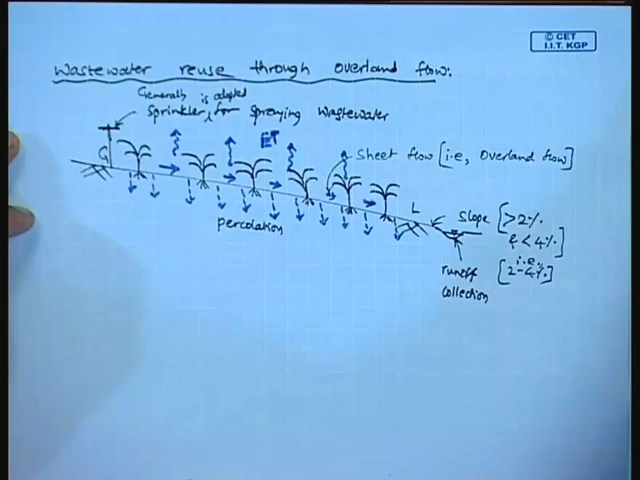 © CET
I.I.T. KGP
Wastewater reuse through overland flow:
Generally is adopted
Sprinkler for spraying wastewater
G
ET
Sheet flow [i.e, overland flow]
L
Slope [>2%
& <4%]
i.e.
[2-4%]
percolation
runoff
collection